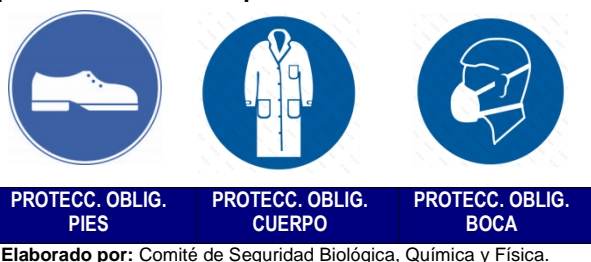 PROTECC. OBLIG. PIES
PROTECC. OBLIG. CUERPO
PROTECC. OBLIG. BOCA
Elaborado por: Comité de Seguridad Biológica, Química y Física.